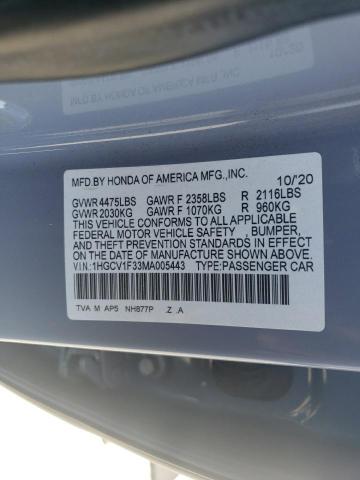 MFD.BY HONDA OF AMERICA MFG.,INC. 10/'20
GVWR 4475LBS GAWR F 2358LBS R 2116LBS
GVWR 2030KG GAWR F 1070KG R 960KG
THIS VEHICLE CONFORMS TO ALL APPLICABLE
FEDERAL MOTOR VEHICLE SAFETY , BUMPER,
AND THEFT PREVENTION STANDARDS IN EFFECT
ON THE DATE OF MANUFACTURE SHOWN ABOVE.
V.I.N:1HGCV1F33MA005443 TYPE:PASSENGER CAR
TVA M AP5 NH877P Z .A